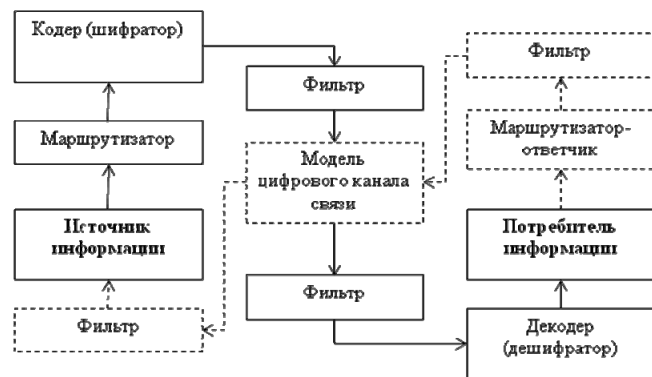 Кодер (шифратор)
Фильтр
Фильтр
Маршрутизатор
Модель
цифрового канала
связи
Маршрутизатор-
ответчик
Источник
информации
Потребитель
информации
Фильтр
Фильтр
Декодер
(дешифратор)